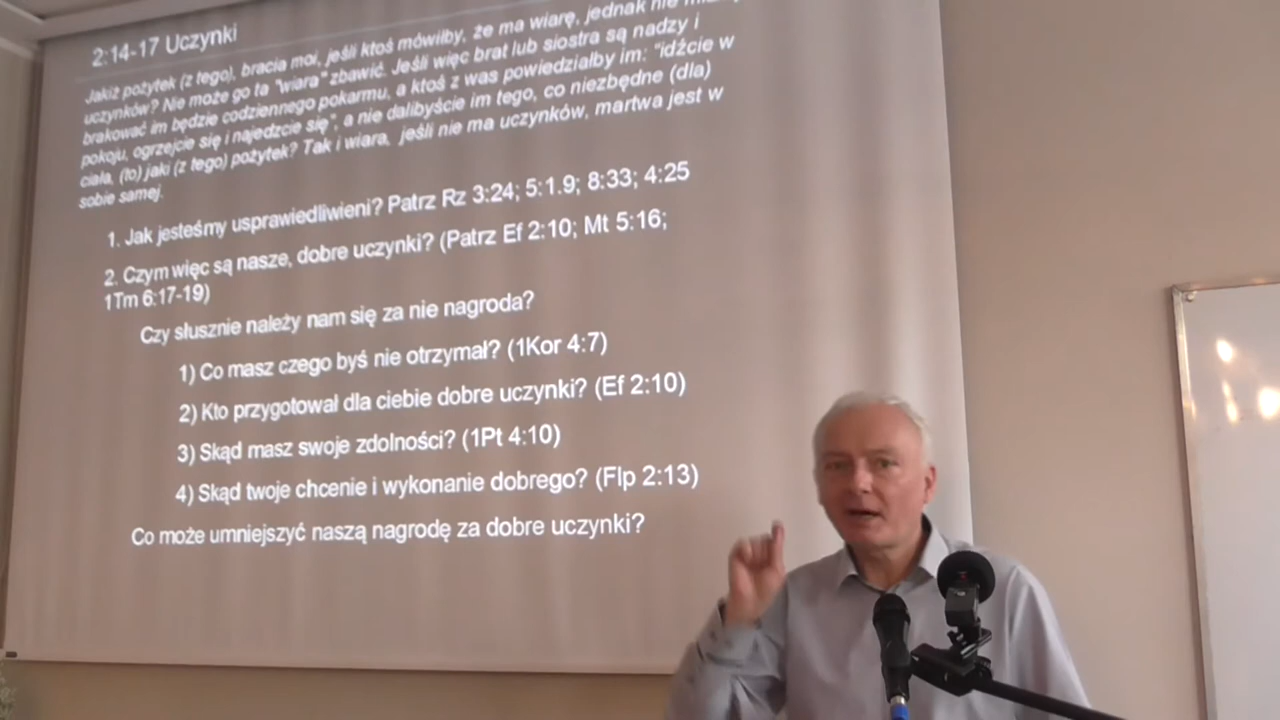 2:14-17 Uczynki
Jakiż pożytek (z tego), bracia moi, jeśli ktoś mówiłby, że ma wiarę, jednak nie
uczynków? Nie może go ta "wiara" zbawić. Jeśli więc brat lub siostra są nadzy i
brakować im będzie codziennego pokarmu, a ktoś z was powiedziałby im: "idźcie w
pokoju, ogrzejcie się i najedzcie się", a nie dalibyście im tego, co niezbędne (dla)
ciała, (to) jaki (z tego) pożytek? Tak i wiara, jeśli nie ma uczynków, martwa jest w
sobie samej.
1. Jak jesteśmy usprawiedliwieni? Patrz Rz 3:24; 5:1.9; 8:33; 4:25
2. Czym więc są nasze, dobre uczynki? (Patrz Ef 2:10; Mt 5:16;
1Tm 6:17-19)
Czy słusznie należy nam się za nie nagroda?
1) Co masz czego byś nie otrzymał? (1Kor 4:7)
2) Kto przygotował dla ciebie dobre uczynki? (Ef 2:10)
3) Skąd masz swoje zdolności? (1Pt 4:10)
4) Skąd twoje chcenie i wykonanie dobrego? (Flp 2:13)
Co może umniejszyć naszą nagrodę za dobre uczynki?